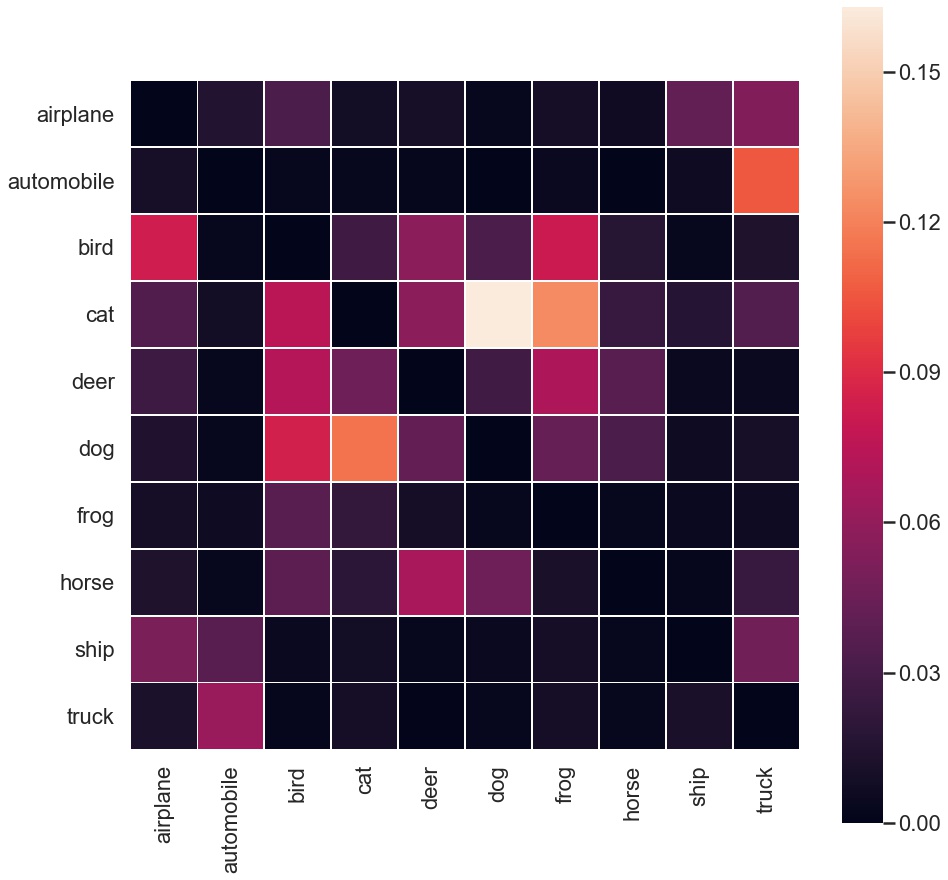 airplane
automobile
bird
cat
deer
dog
frog
horse
ship
truck
airplane
automobile
bird
cat
deer
dog
frog
horse
ship
truck
0.15
0.12
0.09
0.06
0.03
0.00